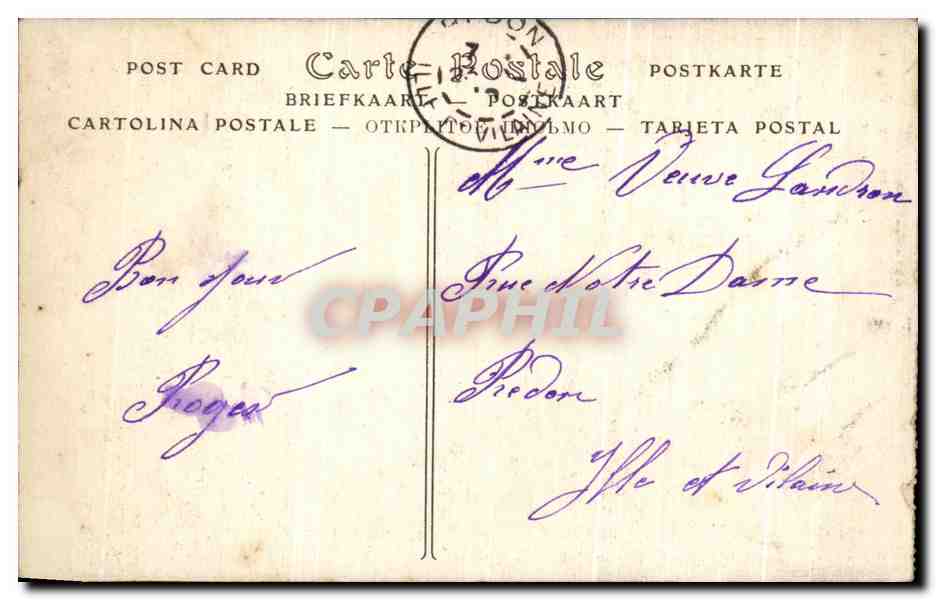 POST CARD Carte Postale POSTKARTE
BRIEFKAART — POSTKAART
CARTOLINA POSTALE — ОТКРЫТОЕ ПИСЬМО — TARJETA POSTAL
Mme Veuve Landron
Bon jour
Rue Notre Dame
CPAPHIL
Roger
Redon
Ille et Vilaine